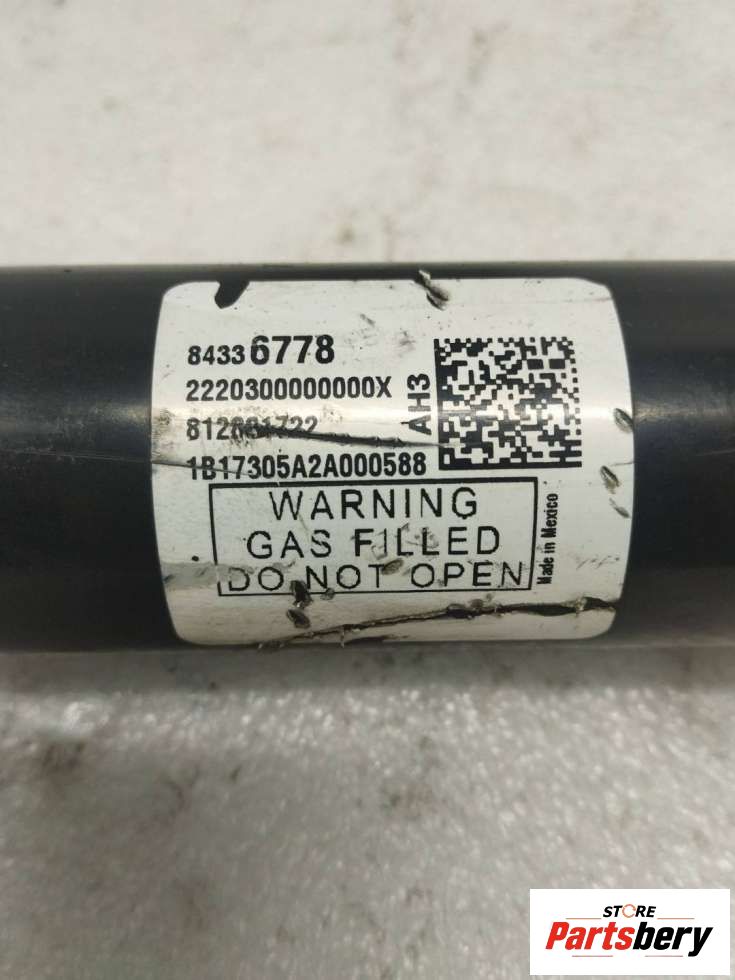 84336778
2220300000000X
1B17305A2A000588
AH3
WARNING
GAS FILLED
DO NOT OPEN
Made in Mexico
STORE
Partsbery